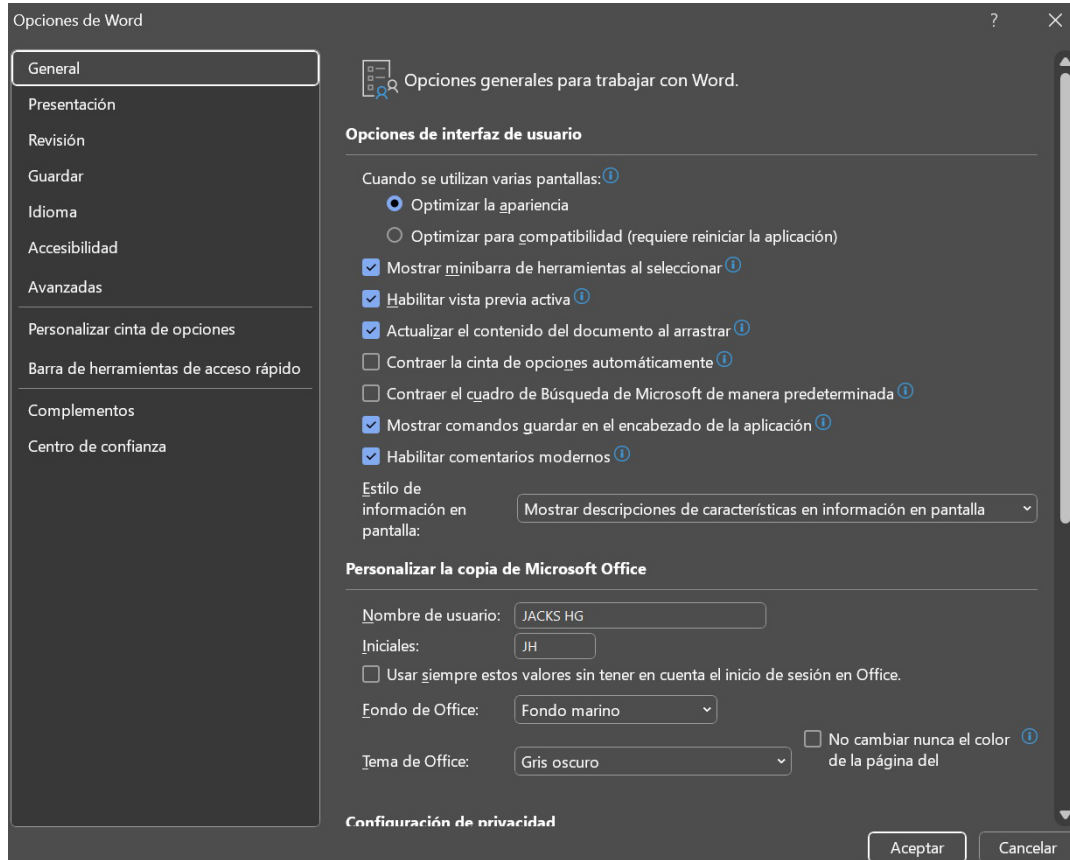 Opciones de Word
?
General
Presentación
Revisión
Guardar
Idioma
Accesibilidad
Avanzadas
Personalizar cinta de opciones
Barra de herramientas de acceso rápido
Complementos
Centro de confianza
Opciones generales para trabajar con Word.
Opciones de interfaz de usuario
Cuando se utilizan varias pantallas:
Optimizar la apariencia
Optimizar para compatibilidad (requiere reiniciar la aplicación)
Mostrar minibarra de herramientas al seleccionar
Habilitar vista previa activa
Actualizar el contenido del documento al arrastrar
Contraer la cinta de opciones automáticamente
Contraer el cuadro de Búsqueda de Microsoft de manera predeterminada
Mostrar comandos guardar en el encabezado de la aplicación
Habilitar comentarios modernos
Estilo de
información en
pantalla:
Mostrar descripciones de características en información en pantalla
Personalizar la copia de Microsoft Office
Nombre de usuario: JACKS HG
Iniciales: JH
Usar siempre estos valores sin tener en cuenta el inicio de sesión en Office.
Fondo de Office: Fondo marino
Tema de Office: Gris oscuro
No cambiar nunca el color
de la página del
Configuración de privacidad
Aceptar
Cancelar